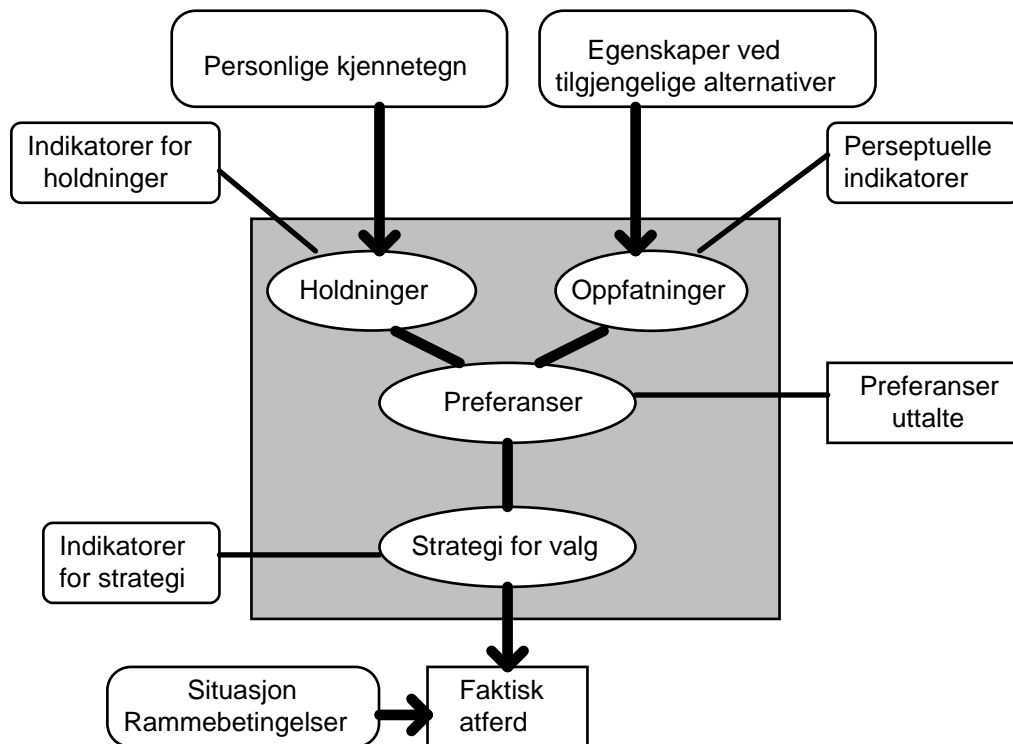 Personlige kjennetegn
Egenskaper ved
tilgjengelige alternativer
Indikatorer for
holdninger
Perseptuelle
indikatorer
Holdninger
Oppfatninger
Preferanser
Preferanser
uttalte
Strategi for valg
Indikatorer
for strategi
Situasjon
Rammebetingelser
Faktisk
atferd